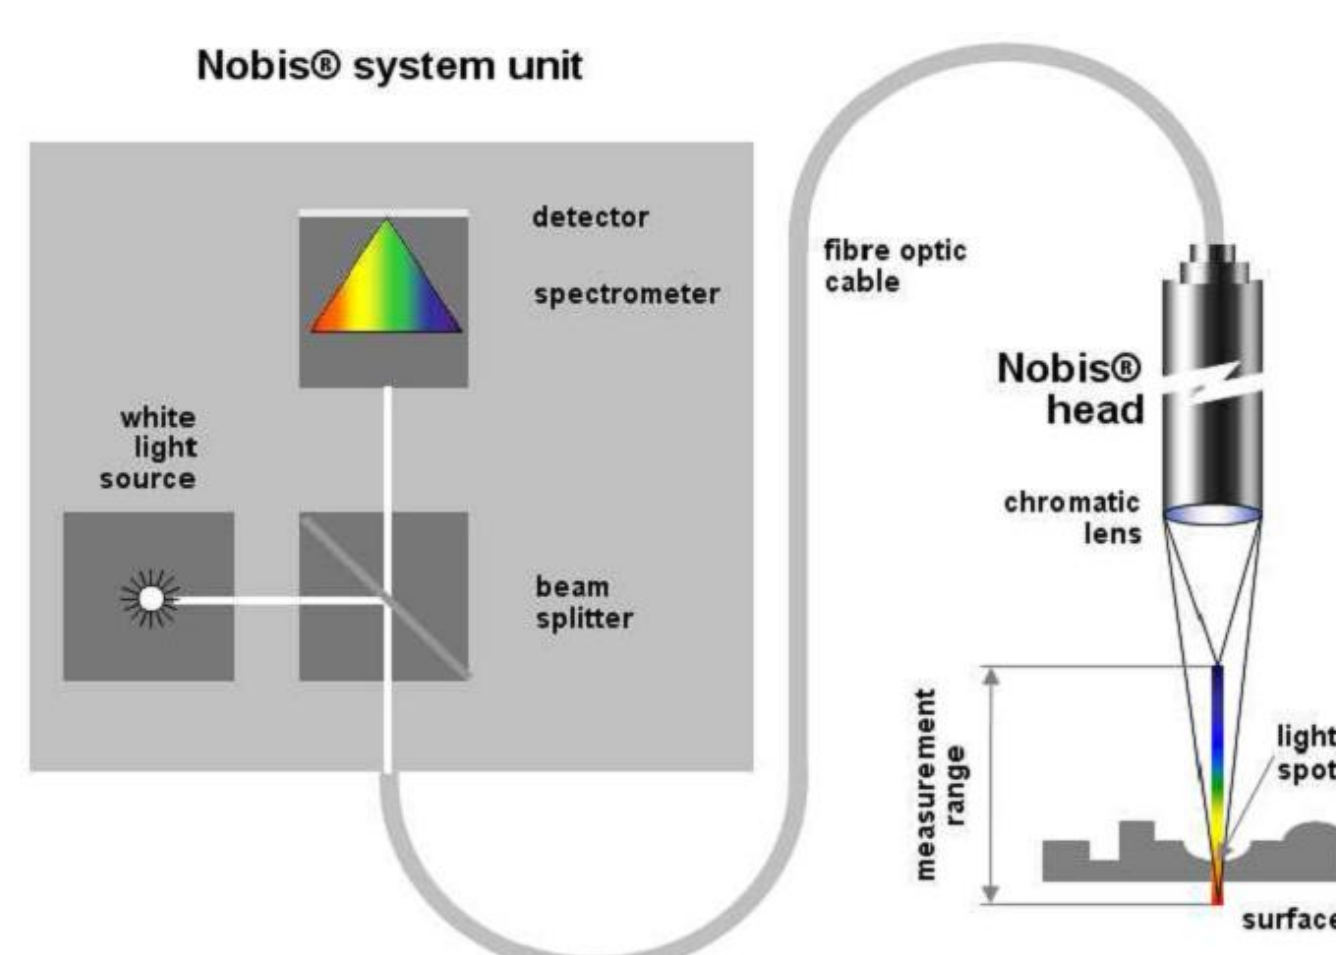 Nobis® system unit
detector
spectrometer
white
light
source
beam
splitter
fibre optic
cable
Nobis®
head
chromatic
lens
measurement
range
light
spot
surface